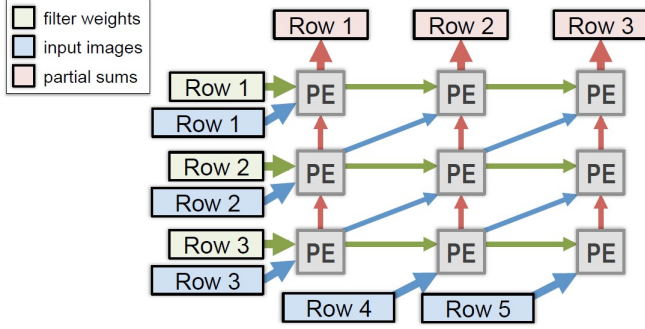 filter weights
input images
partial sums
Row 1 Row 2 Row 3
Row 1
PE PE PE
Row 1
Row 2
PE PE PE
Row 2
Row 3
PE PE PE
Row 3
Row 4 Row 5